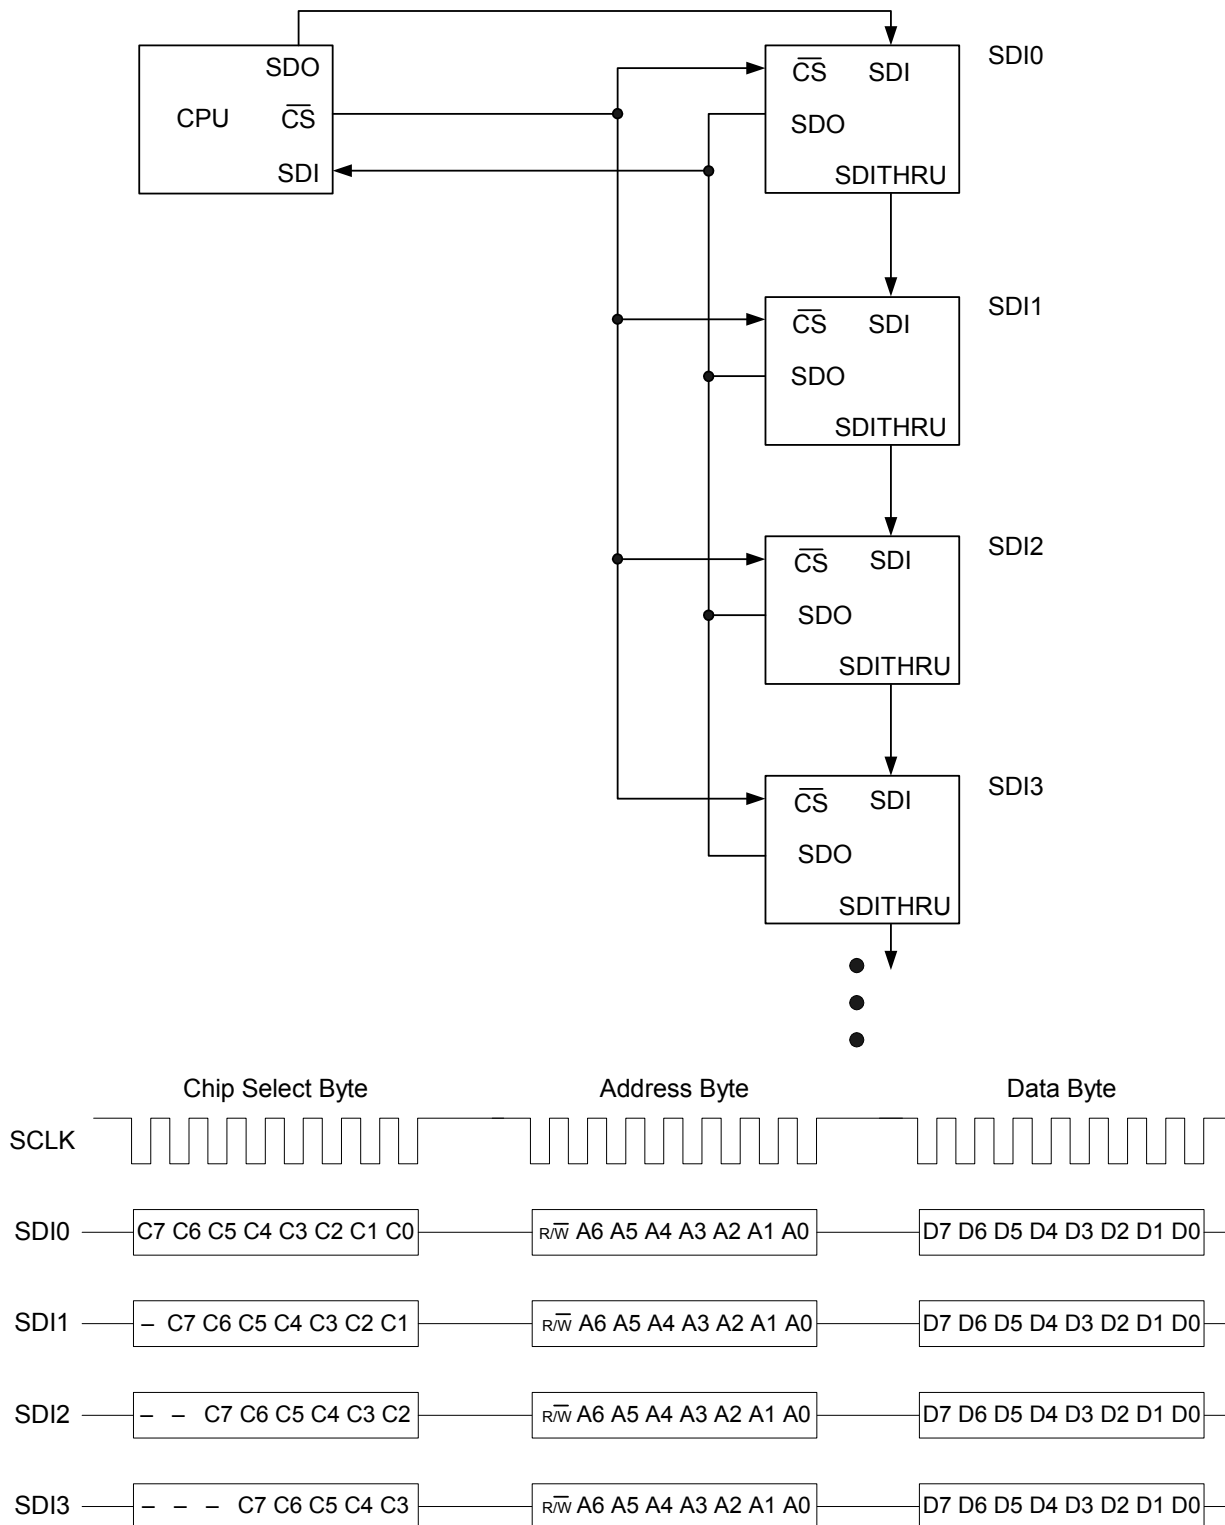 SDO
CPU
CS
SDI
CS SDI
SDO
SDITHRU
SDI0
CS SDI
SDO
SDITHRU
SDI1
CS SDI
SDO
SDITHRU
SDI2
CS SDI
SDO
SDITHRU
SDI3
Chip Select Byte Address Byte Data Byte
SCLK
SDI0 C7 C6 C5 C4 C3 C2 C1 C0 R/W A6 A5 A4 A3 A2 A1 A0 D7 D6 D5 D4 D3 D2 D1 D0
SDI1 – C7 C6 C5 C4 C3 C2 C1 R/W A6 A5 A4 A3 A2 A1 A0 D7 D6 D5 D4 D3 D2 D1 D0
SDI2 – – C7 C6 C5 C4 C3 C2 R/W A6 A5 A4 A3 A2 A1 A0 D7 D6 D5 D4 D3 D2 D1 D0
SDI3 – – – C7 C6 C5 C4 C3 R/W A6 A5 A4 A3 A2 A1 A0 D7 D6 D5 D4 D3 D2 D1 D0